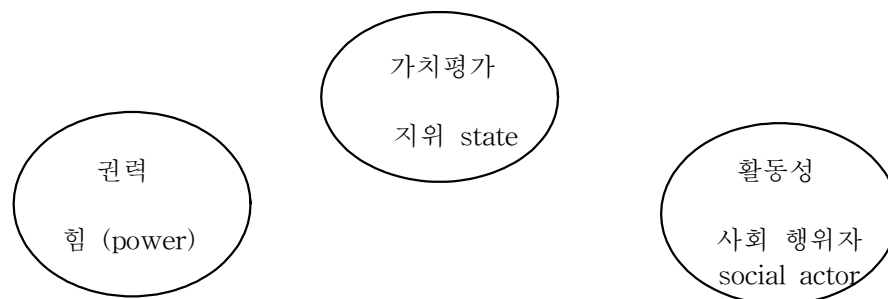 가치평가
지위 state
권력
힘 (power)
활동성
사회 행위자
social actor